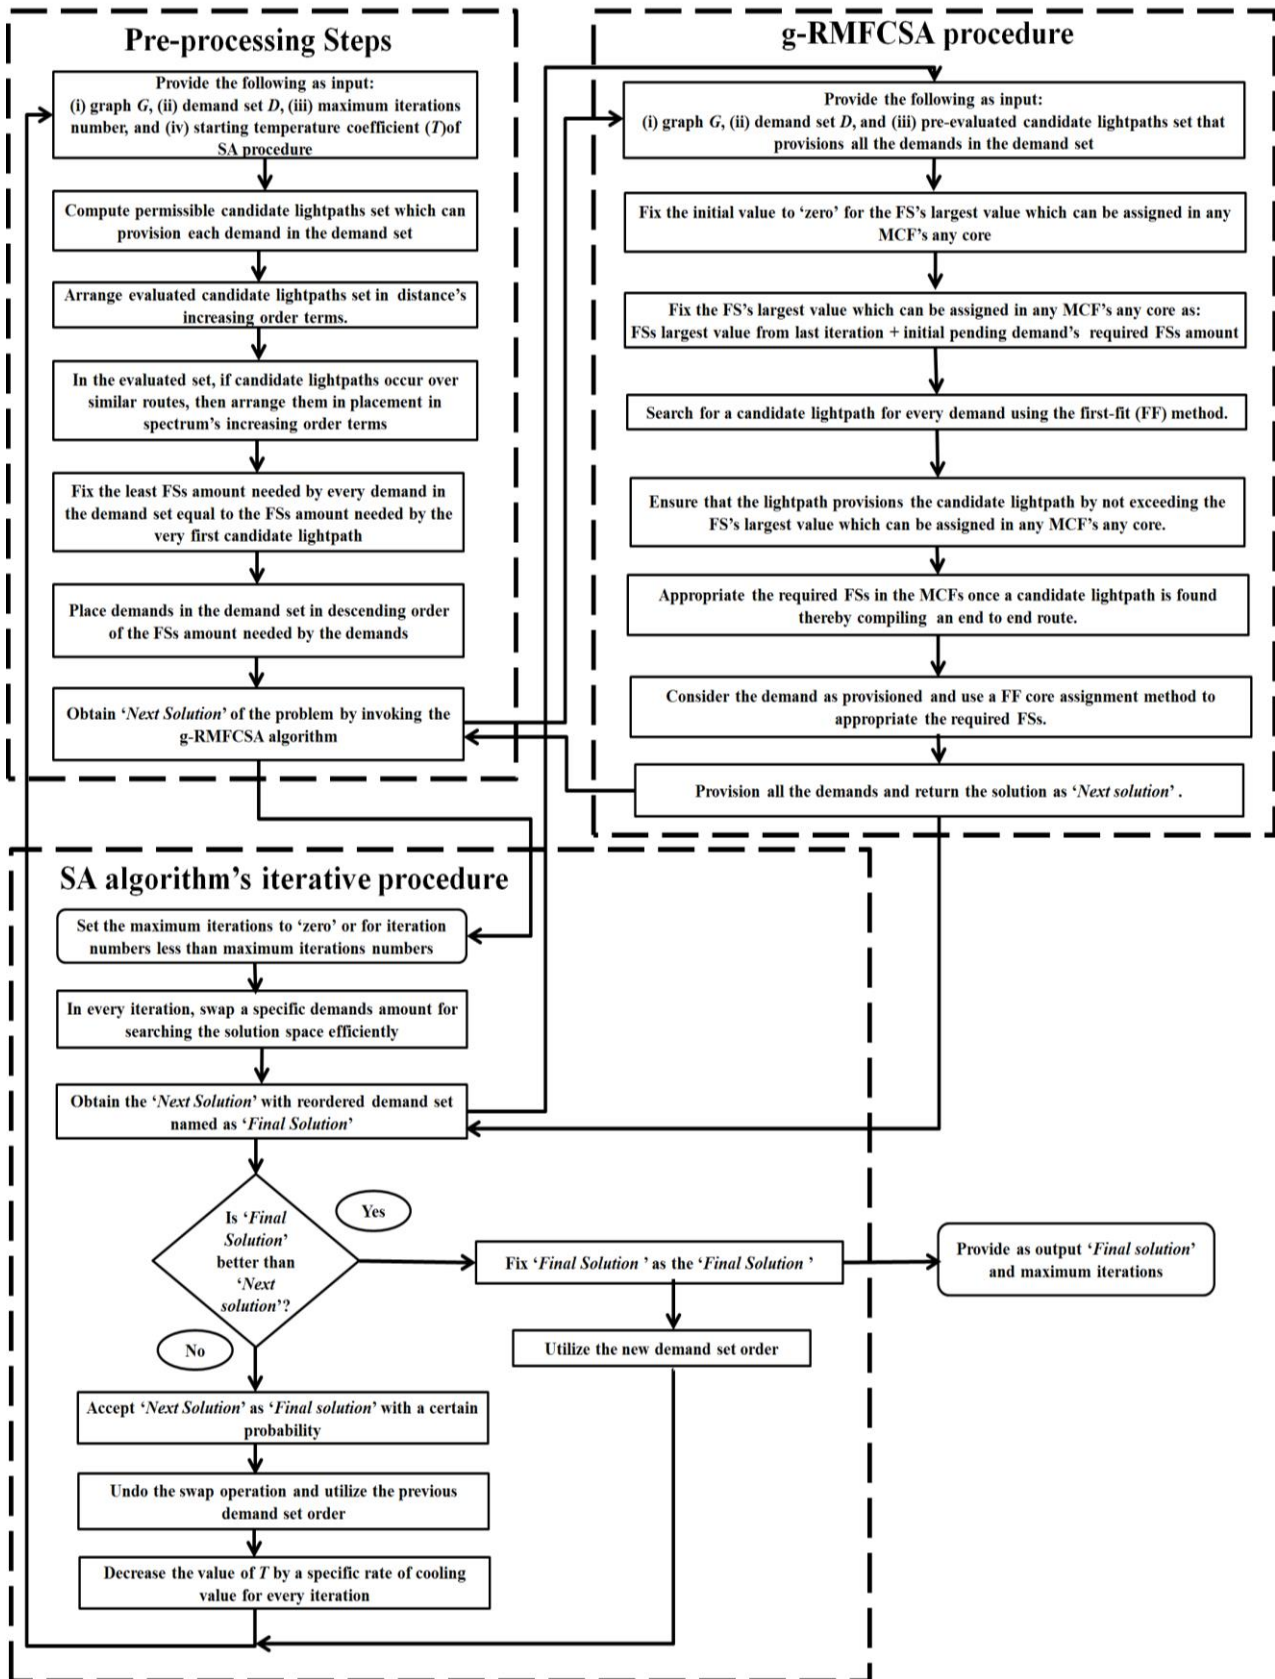 Pre-processing Steps
Provide the following as input:
(i) graph G, (ii) demand set D, (iii) maximum iterations
number, and (iv) starting temperature coefficient (T)of
SA procedure
Compute permissible candidate lightpaths set which can
provision each demand in the demand set
Arrange evaluated candidate lightpaths set in distance's
increasing order terms.
In the evaluated set, if candidate lightpaths occur over
similar routes, then arrange them in placement in
spectrum's increasing order terms
Fix the least FSs amount needed by every demand in
the demand set equal to the FSs amount needed by the
very first candidate lightpath
Place demands in the demand set in descending order
of the FSs amount needed by the demands
Obtain ‘Next Solution’ of the problem by invoking the
g-RMFCSA algorithm
g-RMFCSA procedure
Provide the following as input:
(i) graph G, (ii) demand set D, and (iii) pre-evaluated candidate lightpaths set that
provisions all the demands in the demand set
Fix the initial value to ‘zero’ for the FS's largest value which can be assigned in any
MCF's any core
Fix the FS's largest value which can be assigned in any MCF's any core as:
FSs largest value from last iteration + initial pending demand's required FSs amount
Search for a candidate lightpath for every demand using the first-fit (FF) method.
Ensure that the lightpath provisions the candidate lightpath by not exceeding the
FS's largest value which can be assigned in any MCF's any core.
Appropriate the required FSs in the MCFs once a candidate lightpath is found
thereby compiling an end to end route.
Consider the demand as provisioned and use a FF core assignment method to
appropriate the required FSs.
Provision all the demands and return the solution as ‘Next solution’ .
SA algorithm's iterative procedure
Set the maximum iterations to ‘zero’ or for iteration
numbers less than maximum iterations numbers
In every iteration, swap a specific demands amount for
searching the solution space efficiently
Obtain the ‘Next Solution’ with reordered demand set
named as ‘Final Solution’
Is ‘Final
Solution’
better than
‘Next
solution’?
Yes
No
Fix ‘Final Solution ’ as the ‘Final Solution ’
Provide as output ‘Final solution’
and maximum iterations
Utilize the new demand set order
Accept ‘Next Solution’ as ‘Final solution’ with a certain
probability
Undo the swap operation and utilize the previous
demand set order
Decrease the value of T by a specific rate of cooling
value for every iteration